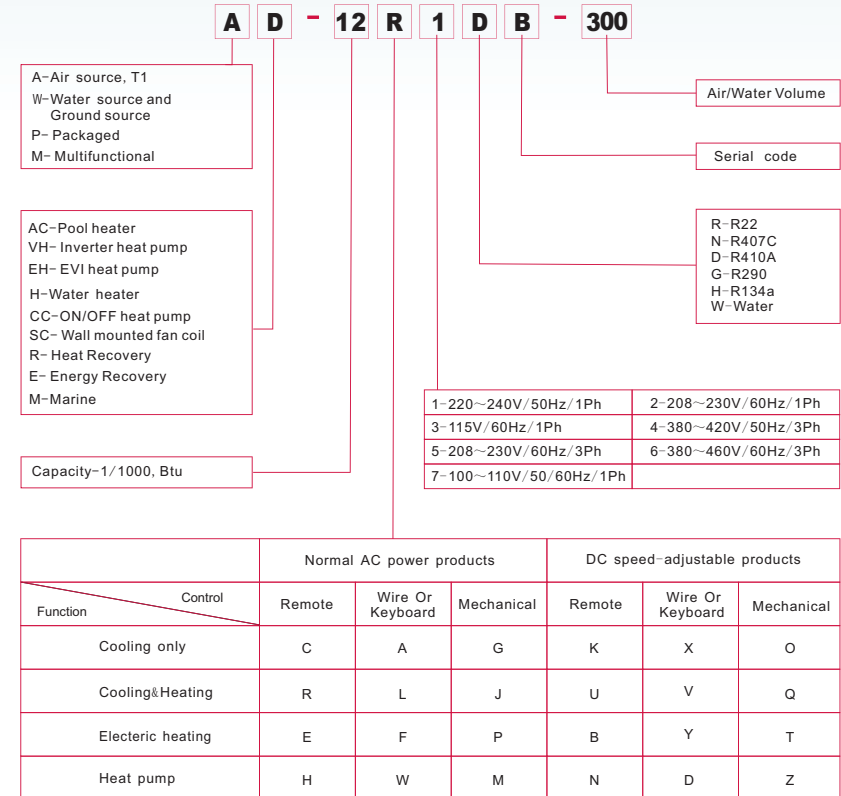 A D - 12 R 1 D B - 300
A-Air source, T1
W-Water source and
Ground source
P- Packaged
M- Multifunctional
Air/Water Volume
Serial code
AC-Pool heater
VH- Inverter heat pump
EH- EVI heat pump
H-Water heater
CC-ON/OFF heat pump
SC- Wall mounted fan coil
R- Heat Recovery
E- Energy Recovery
M-Marine
R-R22
N-R407C
D-R410A
G-R290
H-R134a
W-Water
1-220~240V/50Hz/1Ph 2-208~230V/60Hz/1Ph
3-115V/60Hz/1Ph 4-380~420V/50Hz/3Ph
5-208~230V/60Hz/3Ph 6-380~460V/60Hz/3Ph
7-100~110V/50/60Hz/1Ph
Capacity-1/1000, Btu
Normal AC power products DC speed-adjustable products
Function Control Remote Wire Or Keyboard Mechanical Remote Wire Or Keyboard Mechanical
Cooling only C A G K X O
Cooling&Heating R L J U V Q
Electeric heating E F P B Y T
Heat pump H W M N D Z